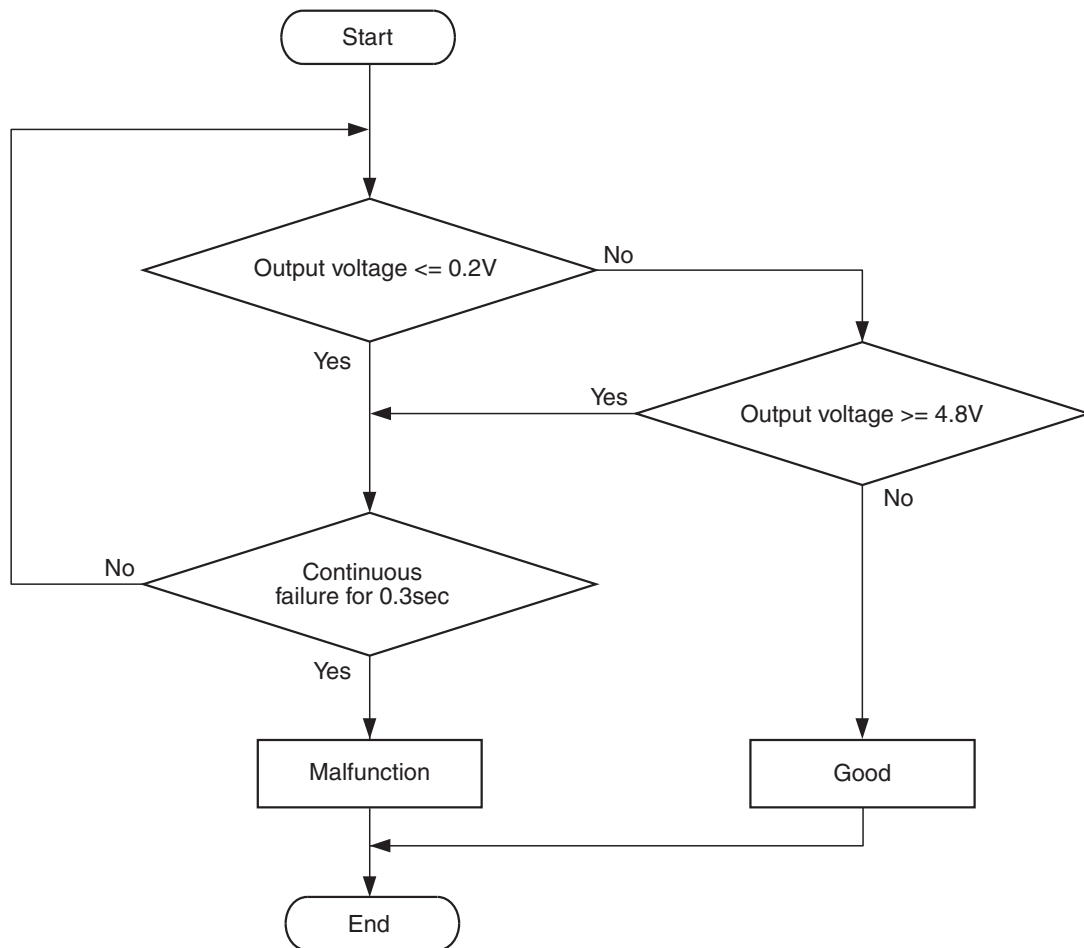 Start
Output voltage <= 0.2V
No
Yes
Yes
Output voltage >= 4.8V
No
No
Continuous
failure for 0.3sec
Yes
Malfunction
Good
End